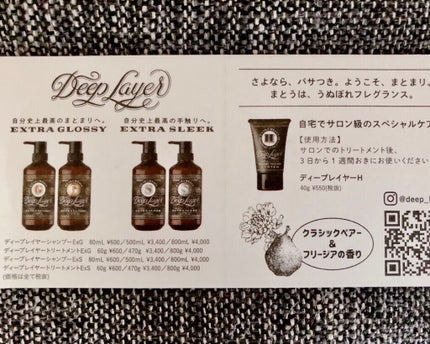 Deep Layer
自分史上最高のまとまりへ。
EXTRA GLOSSY
自分史上最高の手触りへ。
EXTRA SLEEK
ディープレイヤーシャンプーExG 80mL ¥600/500mL ¥3,400/800mL ¥4,000
ディープレイヤートリートメントExG 60g ¥600/470g ¥3,400/800g ¥4,000
ディープレイヤーシャンプーExS 80mL ¥600/500mL ¥3,400/800mL ¥4,000
ディープレイヤートリートメントExS 60g ¥600/470g ¥3,400/800g ¥4,000
(価格は全て税抜)
さよなら、パサつき。ようこそ、まとまり。
まとうは、うぬぼれフレグランス。
自宅でサロン級のスペシャルケア
【使用方法】
サロンでのトリートメント後、
3日から1週間おきにお使いください
ディープレイヤーH
40g ¥550(税抜)
@deep_l
クラシックペアー
&
フリージアの香り